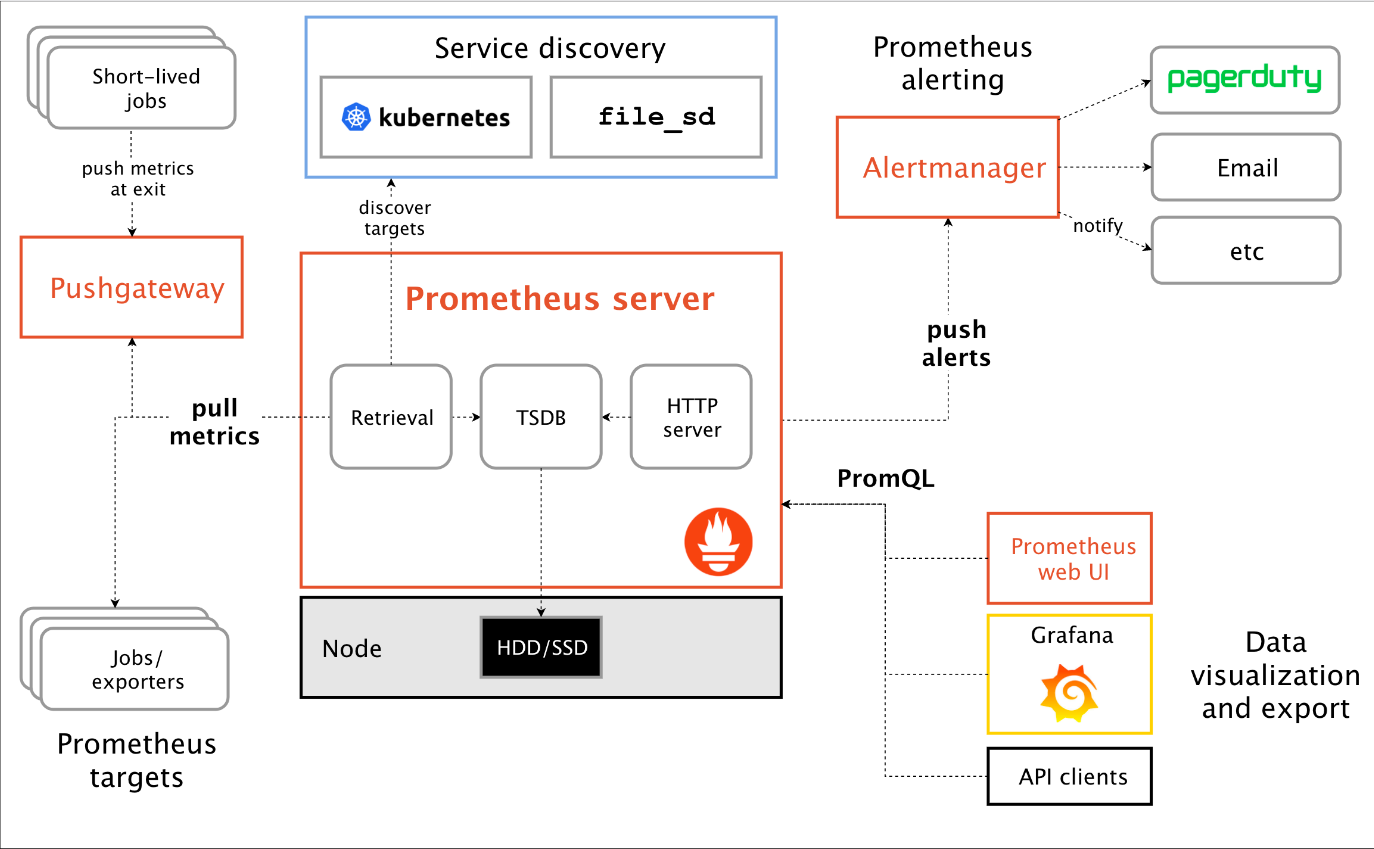 Short-lived
jobs
push metrics
at exit
Pushgateway
Service discovery
kubernetes
file_sd
discover
targets
Prometheus
alerting
Alertmanager
pagerduty
Email
notify
etc
Prometheus server
Retrieval
TSDB
HTTP
server
pull
metrics
push
alerts
PromQL
Node
HDD/SSD
Jobs/
exporters
Prometheus
targets
Prometheus
web UI
Grafana
API clients
Data
visualization
and export